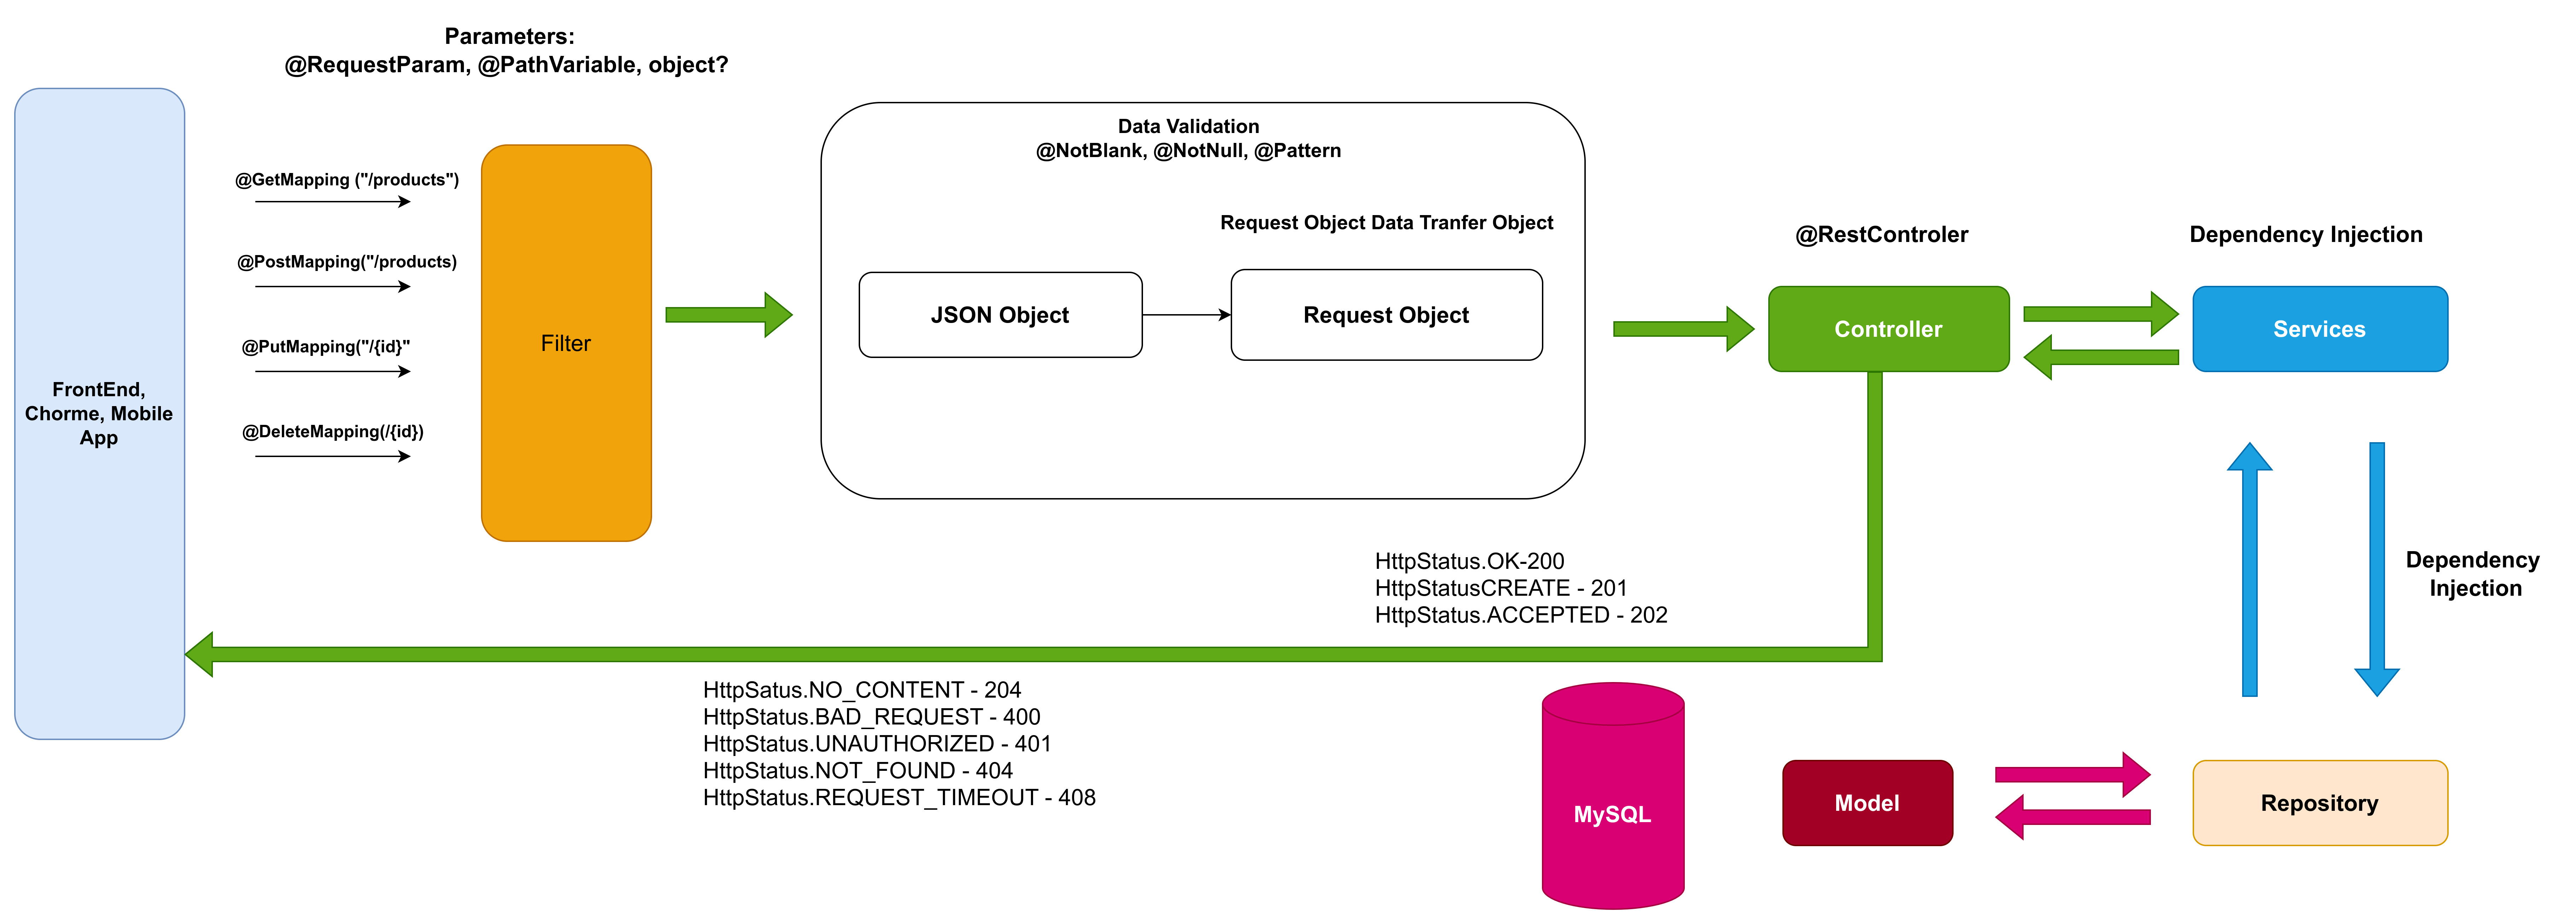 Parameters:
@RequestParam, @PathVariable, object?
FrontEnd,
Chorme, Mobile
App
@GetMapping ("/products")
@PostMapping("/products)
@PutMapping("/{id}"
@DeleteMapping(/{id})
Filter
Data Validation
@NotBlank, @NotNull, @Pattern
Request Object Data Tranfer Object
JSON Object
Request Object
@RestControler
Controller
Dependency Injection
Services
Dependency
Injection
HttpStatus.OK-200
HttpStatusCREATE - 201
HttpStatus.ACCEPTED - 202
HttpSatus.NO_CONTENT - 204
HttpStatus.BAD_REQUEST - 400
HttpStatus.UNAUTHORIZED - 401
HttpStatus.NOT_FOUND - 404
HttpStatus.REQUEST_TIMEOUT - 408
MySQL
Model
Repository